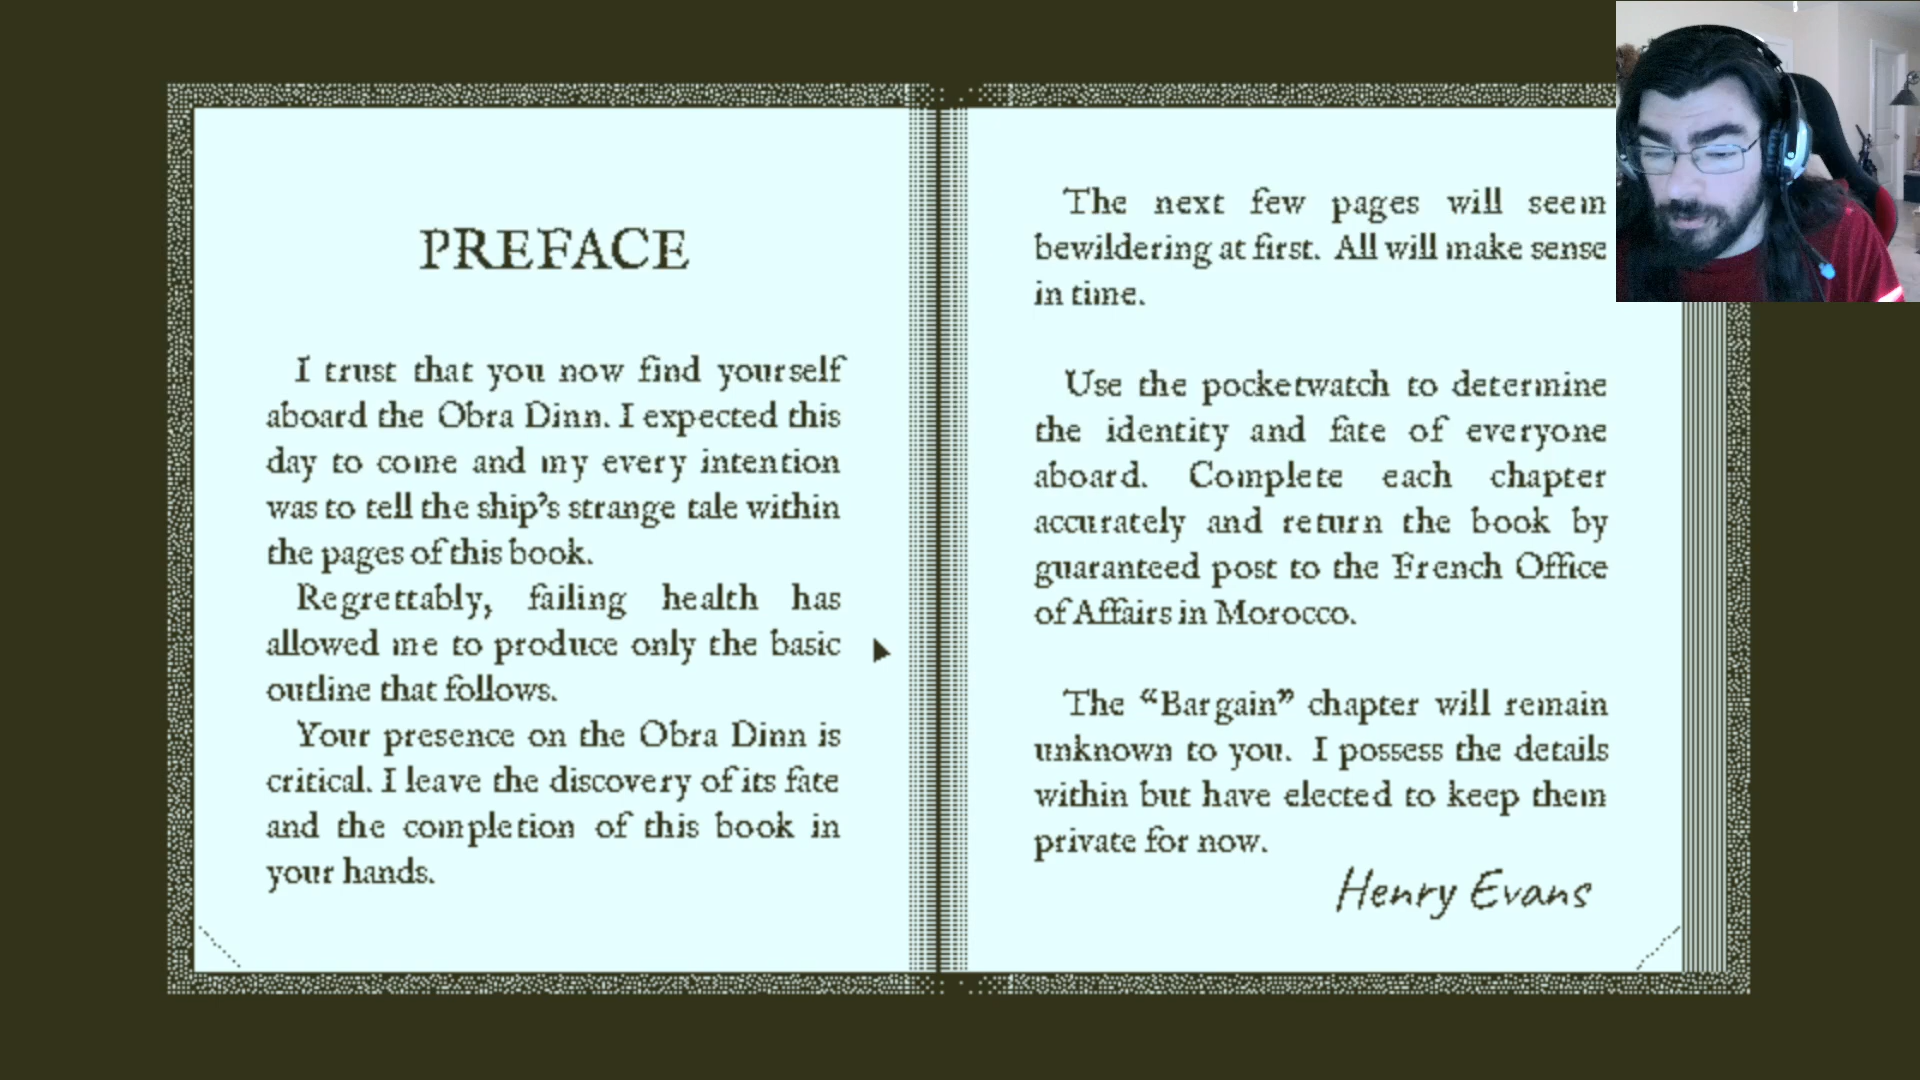 PREFACE
I trust that you now find yourself
aboard the Obra Dinn. I expected this
day to come and my every intention
was to tell the ship's strange tale within
the pages of this book.
Regrettably, failing health has
allowed me to produce only the basic
outline that follows.
Your presence on the Obra Dinn is
critical. I leave the discovery of its fate
and the completion of this book in
your hands.
The next few pages will seem
bewildering at first. All will make sense
in time.
Use the pocketwatch to determine
the identity and fate of everyone
aboard. Complete each chapter
accurately and return the book by
guaranteed post to the French Office
of Affairs in Morocco.
The “Bargain” chapter will remain
unknown to you. I possess the details
within but have elected to keep them
private for now.
Henry Evans